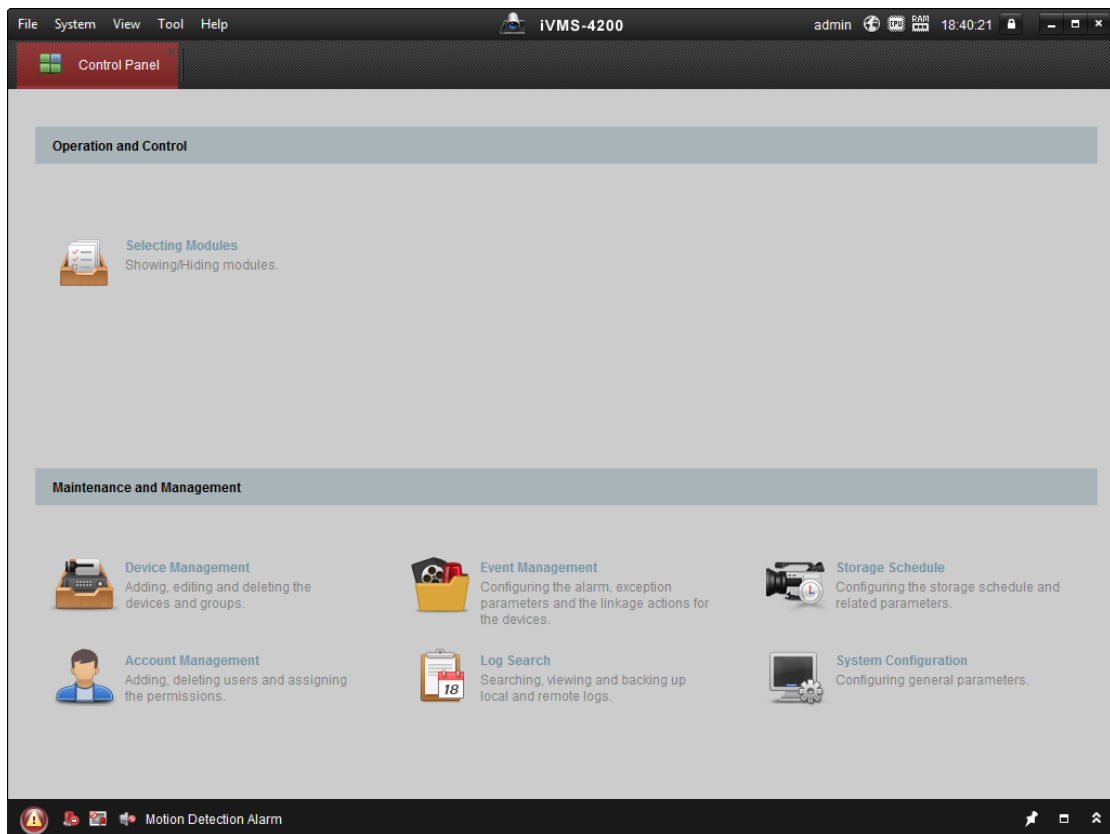 File System View Tool Help iVMS-4200 admin CPU RAM 18:40:21
Control Panel
Operation and Control
Selecting Modules
Showing/Hiding modules.
Maintenance and Management
Device Management
Adding, editing and deleting the
devices and groups.
Event Management
Configuring the alarm, exception
parameters and the linkage actions for
the devices.
Storage Schedule
Configuring the storage schedule and
related parameters.
Account Management
Adding, deleting users and assigning
the permissions.
18
Log Search
Searching, viewing and backing up
local and remote logs.
System Configuration
Configuring general parameters.
Motion Detection Alarm